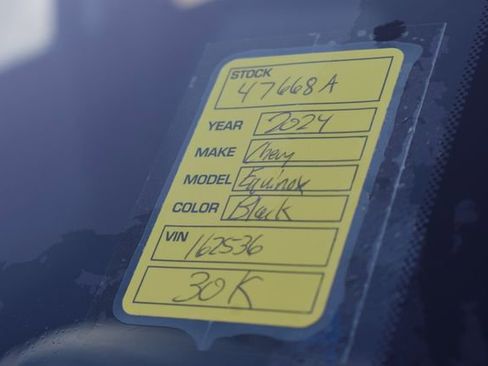 STOCK 47668A
YEAR 2024
MAKE Chevy
MODEL Equinox
COLOR Black
VIN 162536
30K